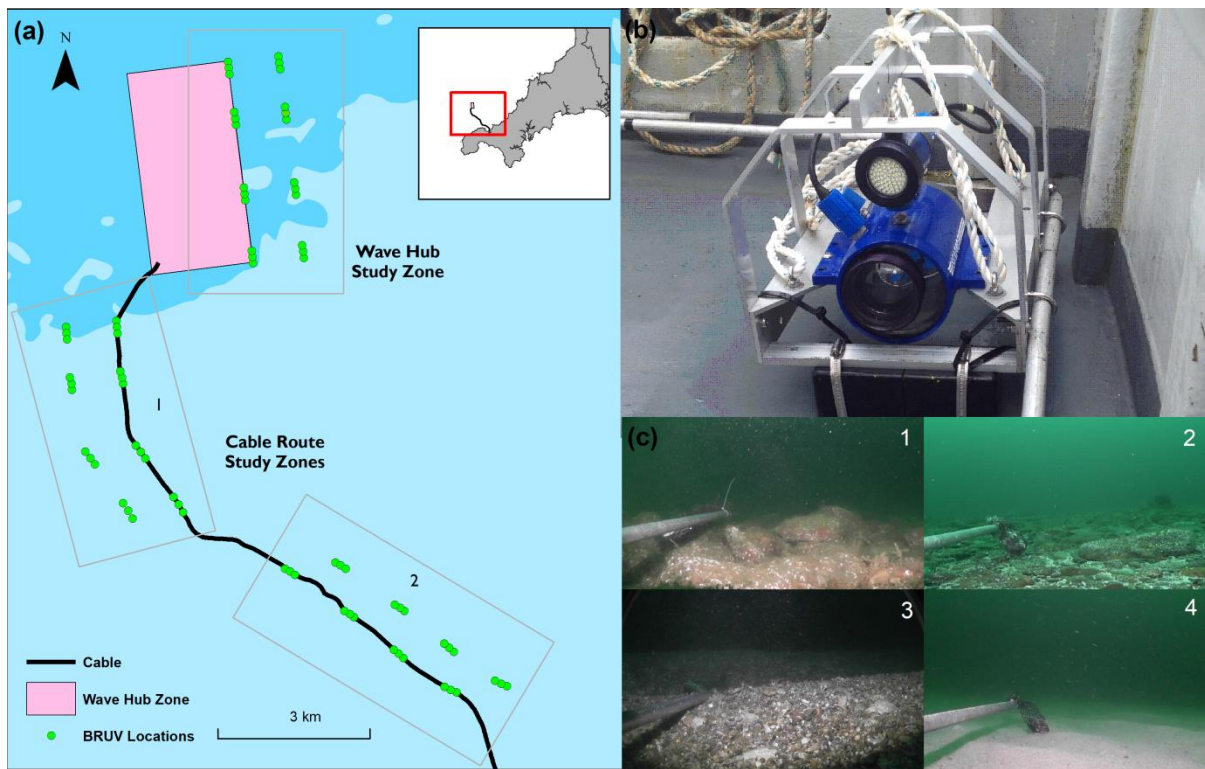 (a)
N
Wave Hub
Study Zone
1
Cable Route
Study Zones
2
Cable
Wave Hub Zone
BRUV Locations
3 km
(b)
(c)
1
2
3
4